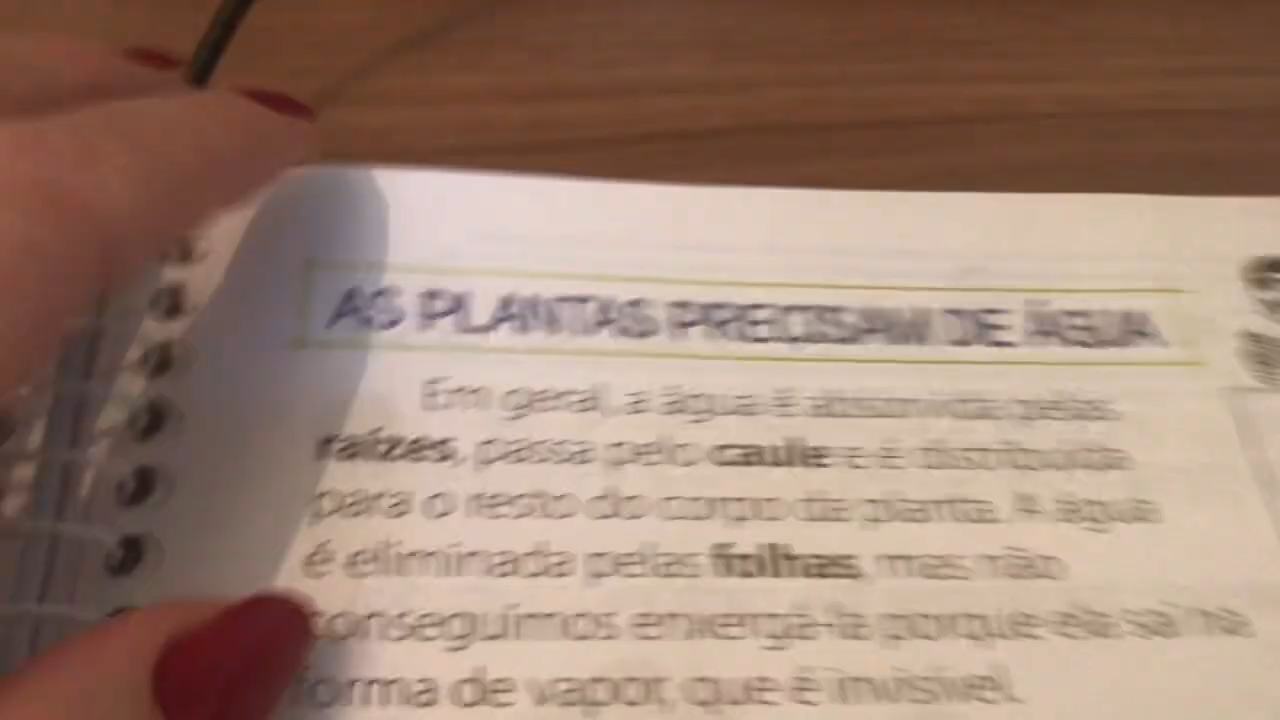 AS PLANTAS PRECISAM DE ÁGUA
Em geral, a água é absorvida pelas
raízes, passa pelo caule e é distribuída
para o resto do corpo da planta. A água
é eliminada pelas folhas, mas não
conseguimos enxergá-la porque ela sai na
forma de vapor, que é invisível.